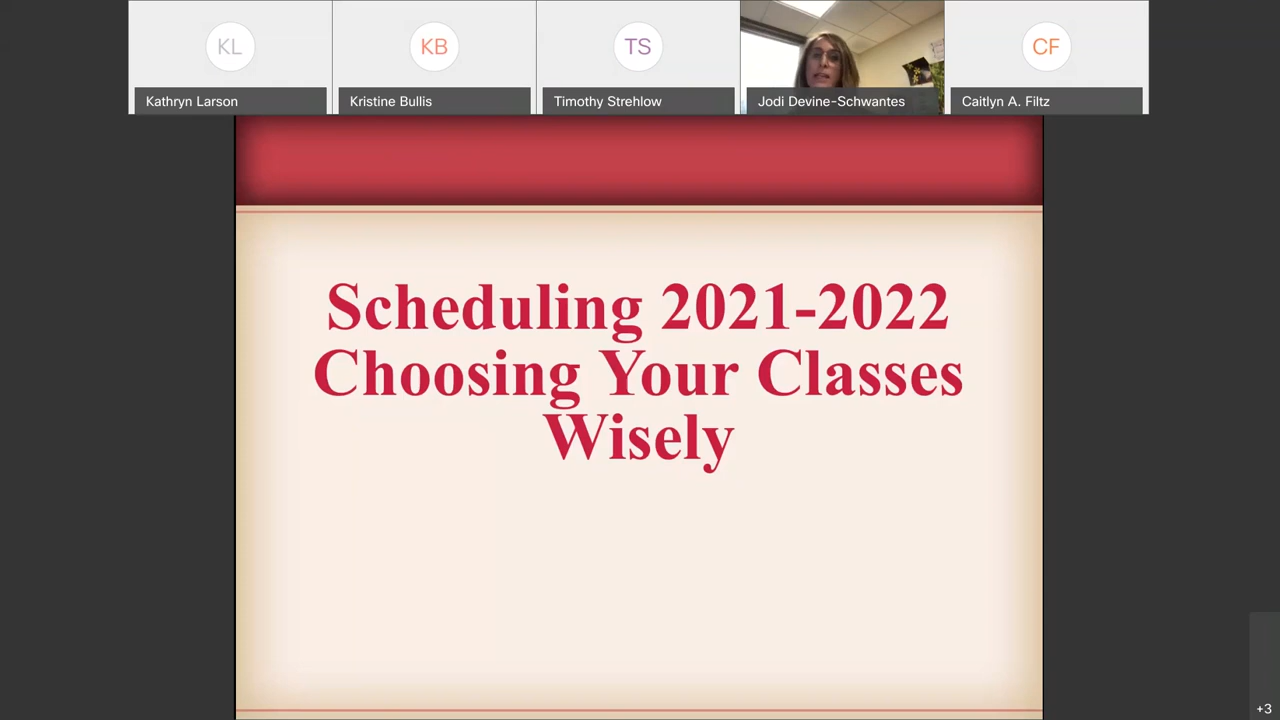 KL
KB
TS
CF
Kathryn Larson
Kristine Bullis
Timothy Strehlow
Jodi Devine-Schwantes
Caitlyn A. Filtz
Scheduling 2021-2022
Choosing Your Classes
Wisely
+3